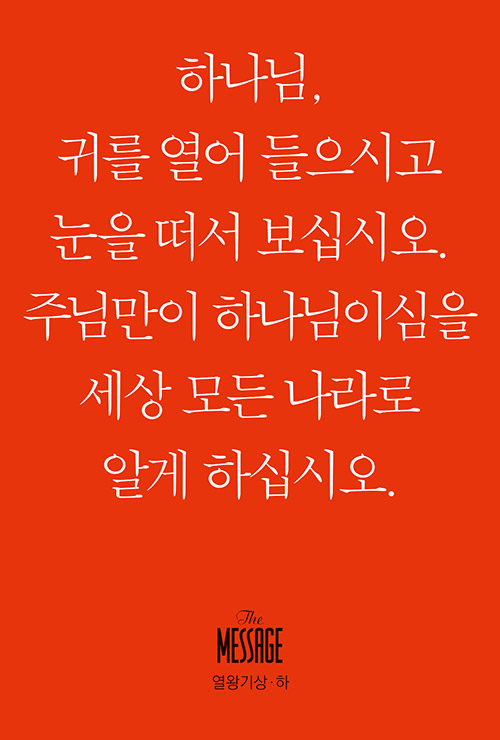 하나님,
귀를 열어 들으시고
눈을 떠서 보십시오.
주님만이 하나님이심을
세상 모든 나라로
알게 하십시오.
The
MESSAGE
열왕기상·하